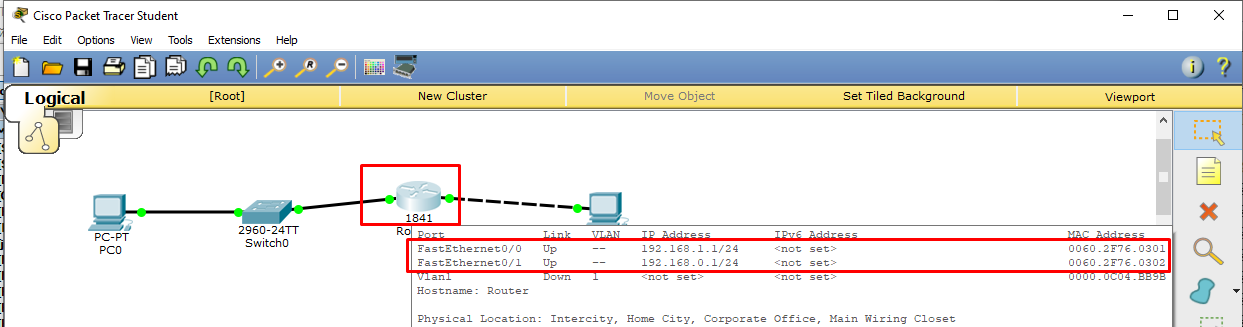 Cisco Packet Tracer Student
File Edit Options View Tools Extensions Help
Logical [Root] New Cluster Move Object Set Tiled Background Viewport
1841
2960-24TT
Switch0
PC-PT
PC0
Port Link VLAN IP Address IPv6 Address MAC Address
FastEthernet0/0 Up -- 192.168.1.1/24 <not set> 0060.2F76.0301
FastEthernet0/1 Up -- 192.168.0.1/24 <not set> 0060.2F76.0302
Vlan1 Down 1 <not set> <not set> 0000.0C04.BB9B
Hostname: Router
Physical Location: Intercity, Home City, Corporate Office, Main Wiring Closet